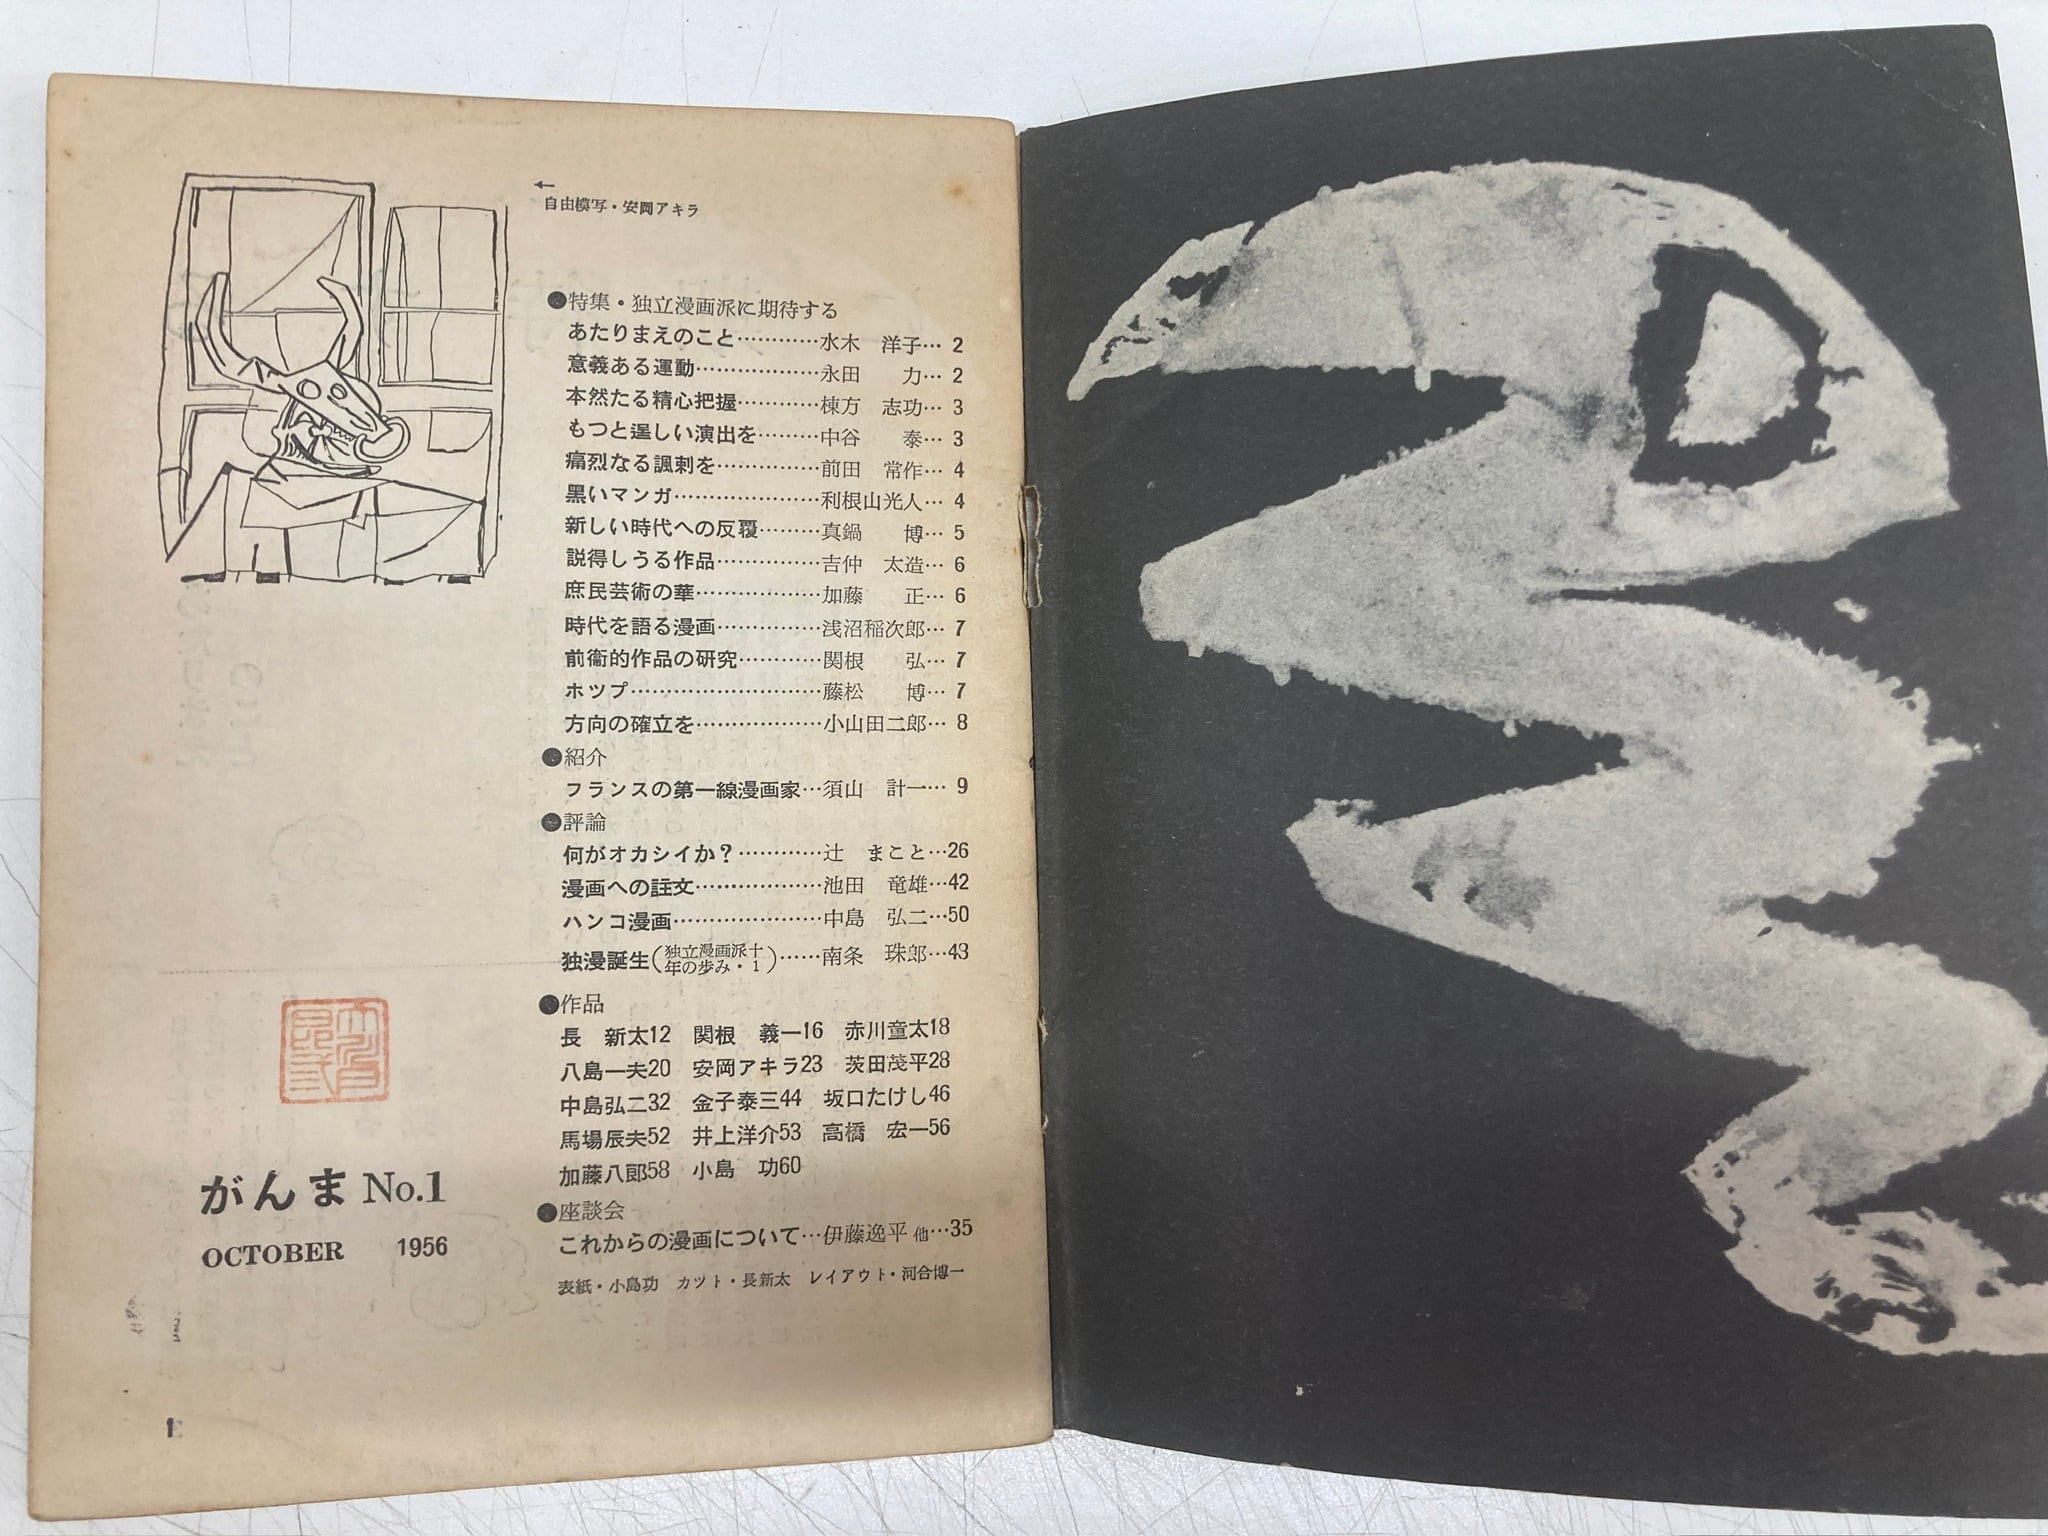 自由模写・安岡アキラ
●特集・独立漫画派に期待する
あたりまえのこと…………水木 洋子…2
意義ある運動………………永田 力…2
本然たる精心把握…………棟方 志功…3
もつと逞しい演出を………中谷 泰…3
痛烈なる諷刺を……………前田 常作…4
黒いマンガ…………………利根山光人…4
新しい時代への反覆………真鍋 博…5
説得しうる作品……………吉仲 太造…6
庶民芸術の華………………加藤 正…6
時代を語る漫画……………浅沼稲次郎…7
前衛的作品の研究…………関根 弘…7
ホツプ………………………藤松 博…7
方向の確立を………………小山田二郎…8
●紹介
フランスの第一線漫画家…須山 計一…9
●評論
何がオカシイか？…………辻 まこと…26
漫画への註文………………池田 竜雄…42
ハンコ漫画…………………中島 弘二…50
独漫誕生(独立漫画派十年の歩み・1)……南条 珠郎…43
●作品
長 新太12 関根 義一16 赤川童太18
八島一夫20 安岡アキラ23 茨田茂平28
中島弘二32 金子泰三44 坂口たけし46
馬場辰夫52 井上洋介53 高橋 宏一56
加藤八郎58 小島 功60
●座談会
これからの漫画について…伊藤逸平 他…35
表紙・小島功 カツト・長新太 レイアウト・河合博一
がんま No.1
OCTOBER 1956
1